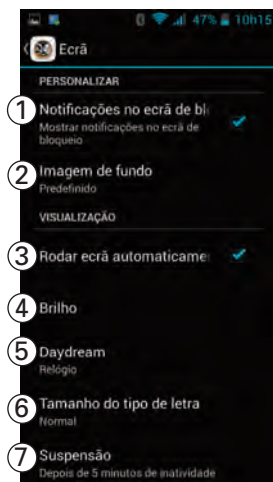 47% 10h15
Ecrã
PERSONALIZAR
1 Notificações no ecrã de bl
Mostrar notificações no ecrã de
bloqueio
2 Imagem de fundo
Predefinido
VISUALIZAÇÃO
3 Rodar ecrã automaticame
4 Brilho
5 Daydream
Relógio
6 Tamanho do tipo de letra
Normal
7 Suspensão
Depois de 5 minutos de inatividade